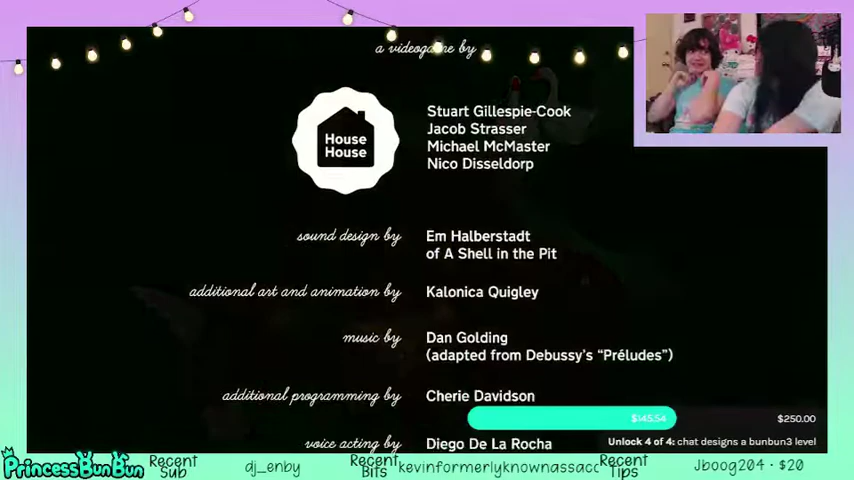 a videogame by
House
House
Stuart Gillespie-Cook
Jacob Strasser
Michael McMaster
Nico Disseldorp
sound design by
Em Halberstadt
of A Shell in the Pit
additional art and animation by
Kalonica Quigley
music by
Dan Golding
(adapted from Debussy's "Préludes")
additional programming by
Cherie Davidson
$145.54
$250.00
voice acting by
Diego De La Rocha
Unlock 4 of 4: chat designs a bunbun3 level
PrincessBunBun
Recent
Sub
dj_enby
Recent
Bits
kevinformerlyknownassacc
Recent
Tips
Jboog204 · $20